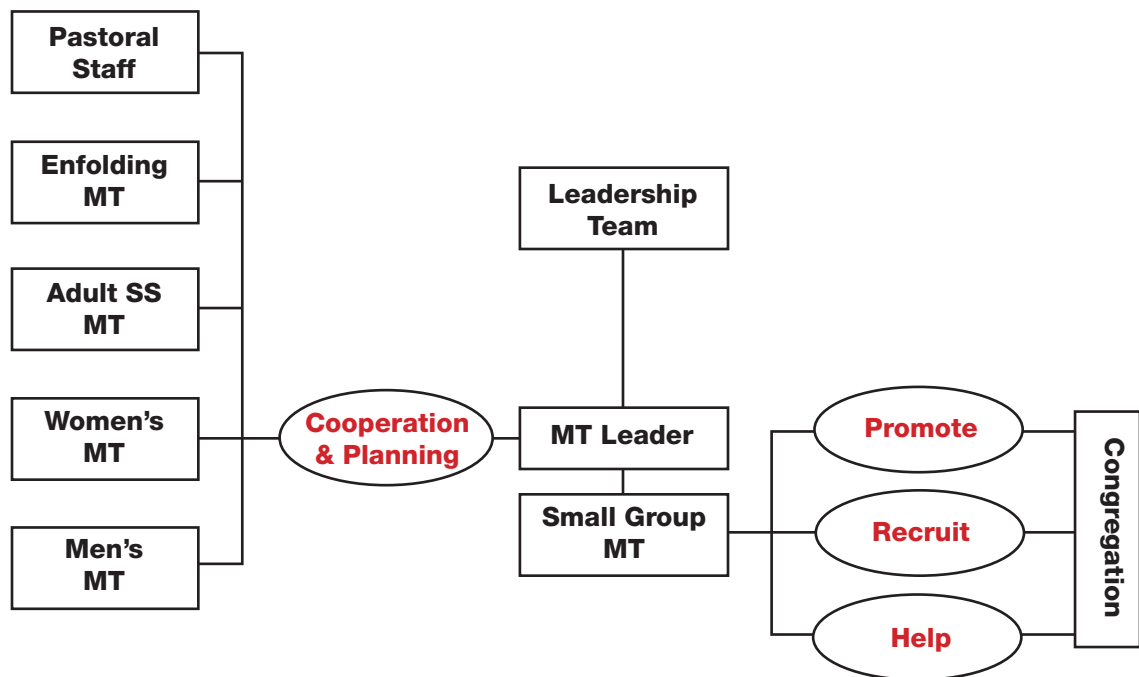 Pastoral
Staff
Enfolding
MT
Adult SS
MT
Women’s
MT
Men’s
MT
Cooperation
& Planning
Leadership
Team
MT Leader
Small Group
MT
Promote
Recruit
Help
Congregation